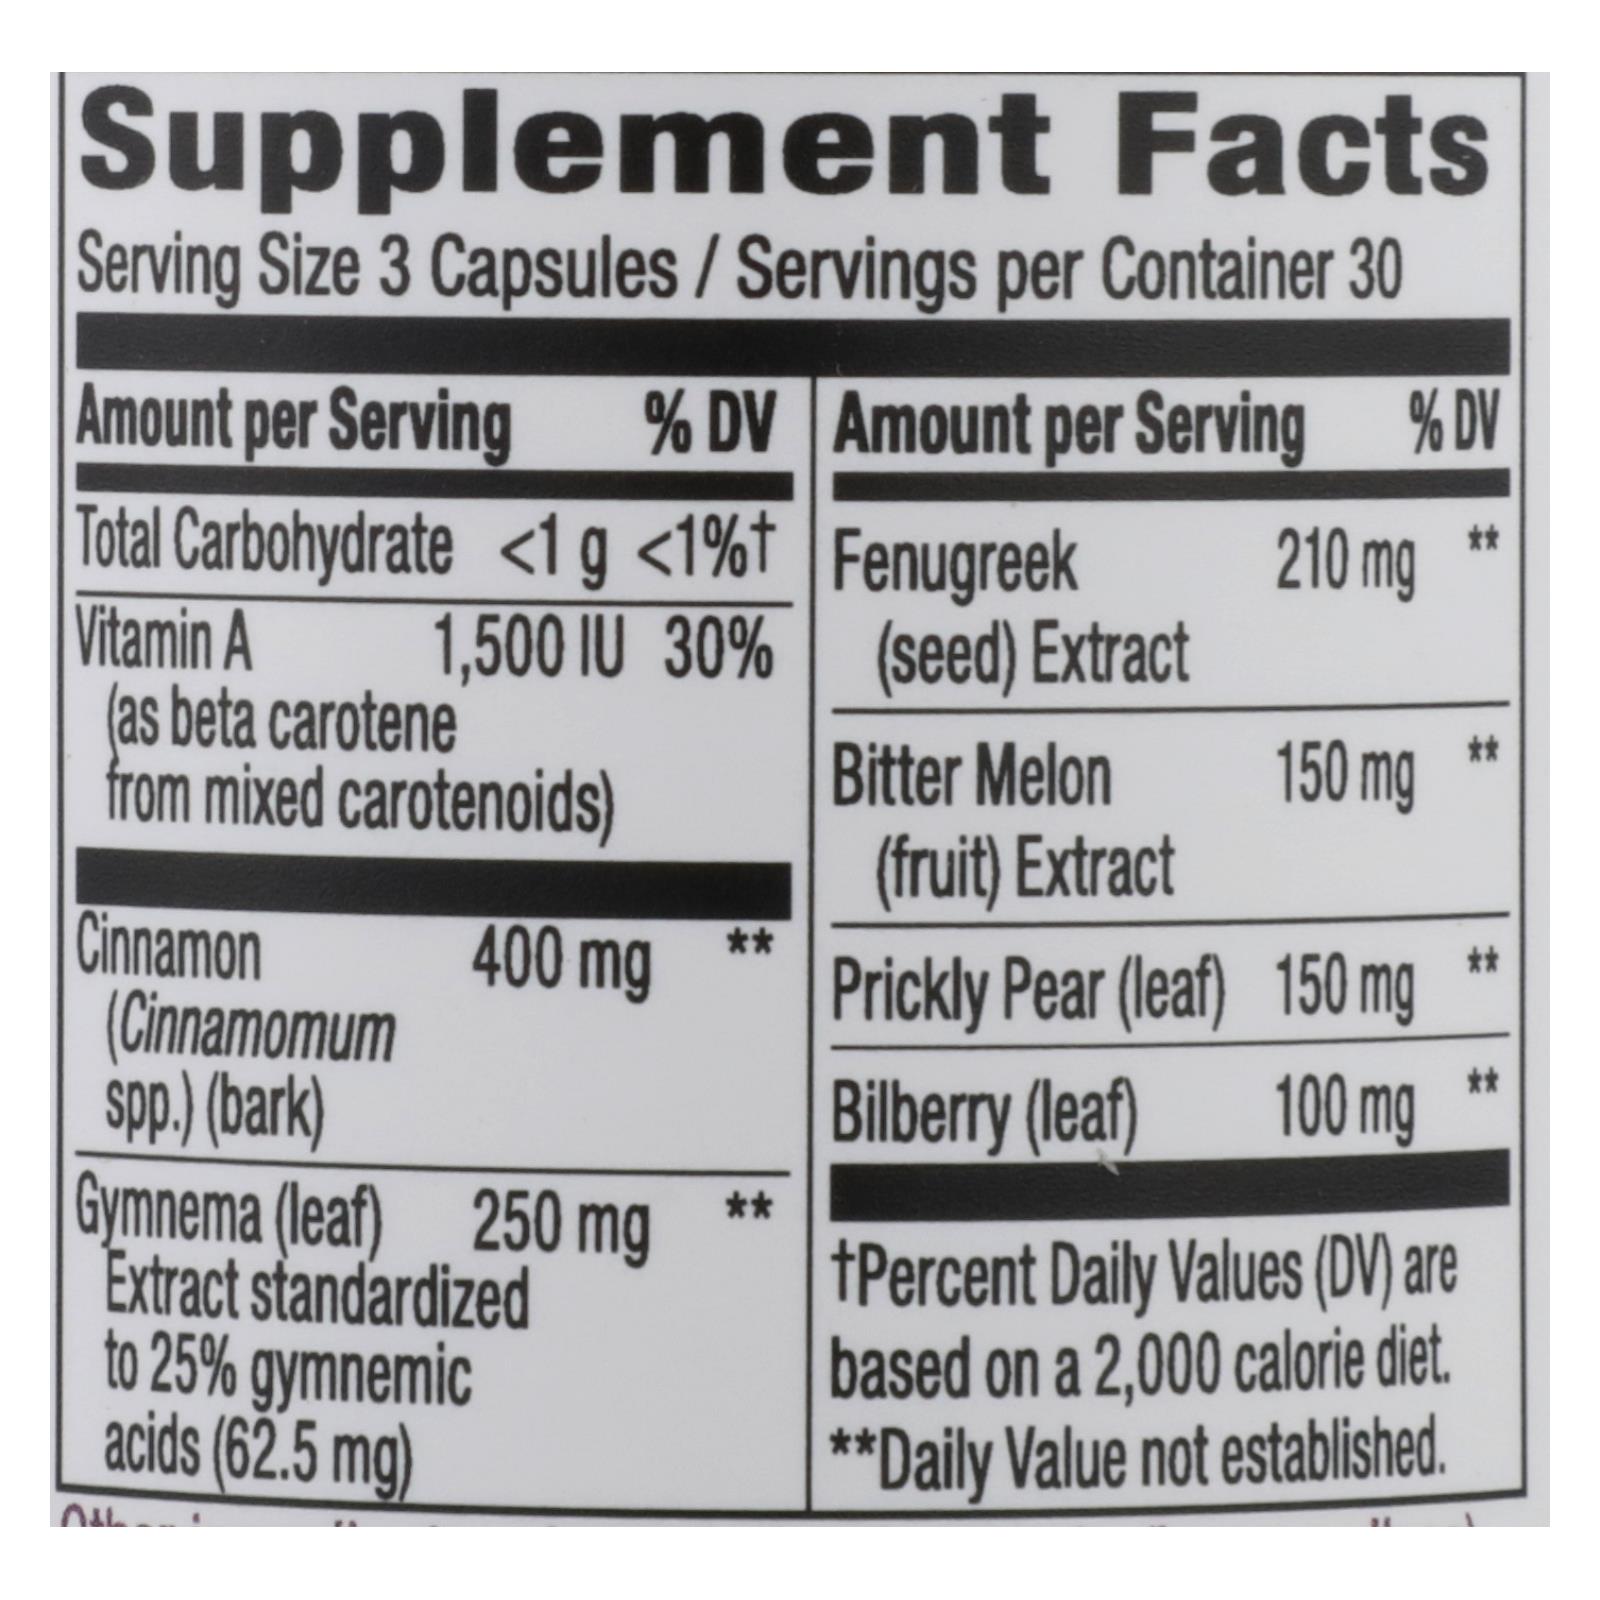 Supplement Facts
Serving Size 3 Capsules / Servings per Container 30
Amount per Serving % DV
Total Carbohydrate <1 g <1%†
Vitamin A 1,500 IU 30%
(as beta carotene
from mixed carotenoids)
Cinnamon 400 mg **
(Cinnamomum
spp.) (bark)
Gymnema (leaf) 250 mg **
Extract standardized
to 25% gymnemic
acids (62.5 mg)
Amount per Serving % DV
Fenugreek 210 mg **
(seed) Extract
Bitter Melon 150 mg **
(fruit) Extract
Prickly Pear (leaf) 150 mg **
Bilberry (leaf) 100 mg **
†Percent Daily Values (DV) are
based on a 2,000 calorie diet.
**Daily Value not established.